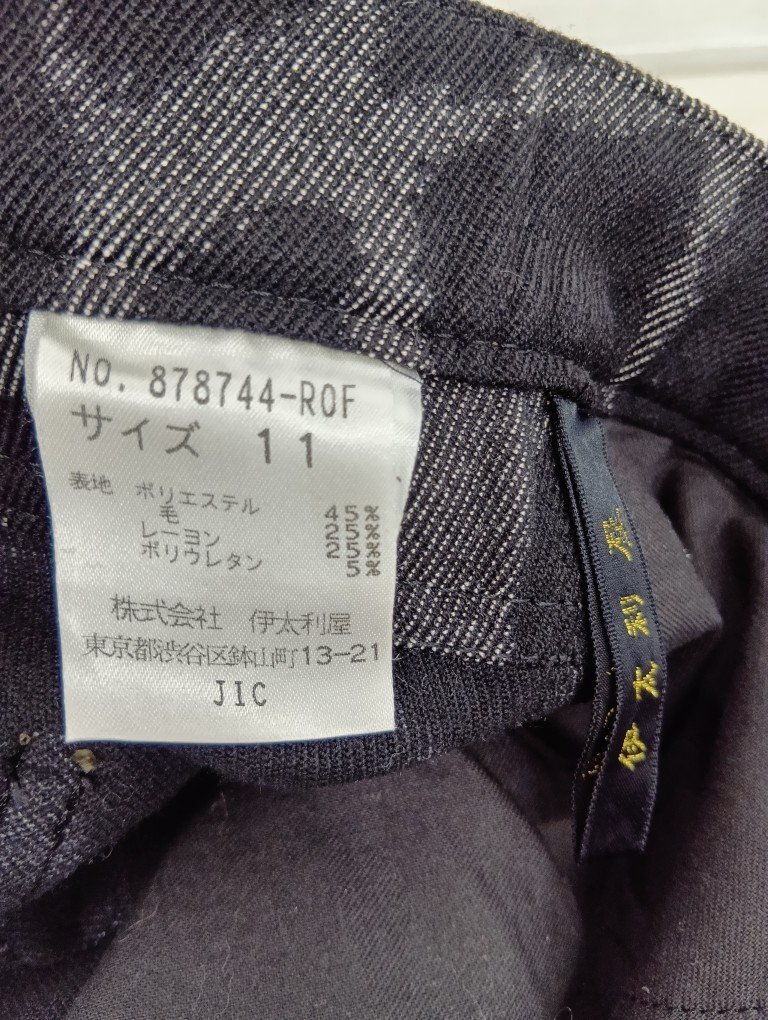 No. 878744-ROF
サイズ 11
表地 ポリエステル 45%
毛 25%
レーヨン 25%
ポリウレタン 5%
株式会社 伊太利屋
東京都渋谷区鉢山町13-21
JIC
伊太利屋